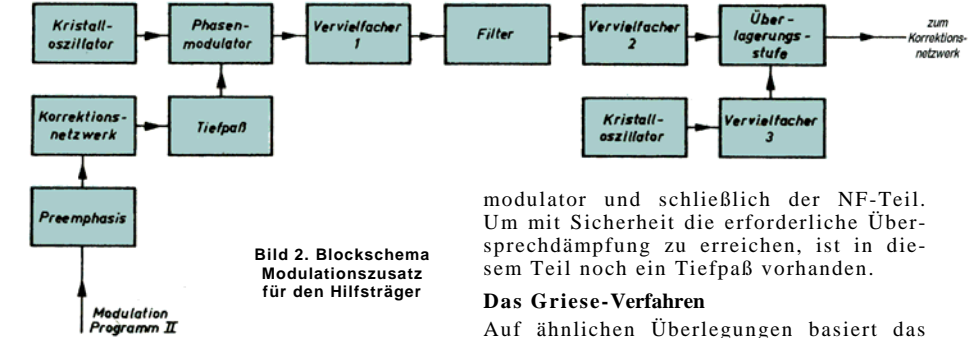 Kristall-
oszillator
Phasen-
modulator
Vervielfacher
1
Filter
Vervielfacher
2
Über-
lagerungs-
stufe
zum
Korrektions-
netzwerk
Korrektions-
netzwerk
Tiefpaß
Kristall-
oszillator
Vervielfacher
3
Preemphasis
Modulation
Programm II
Bild 2. Blockschema
Modulationszusatz
für den Hilfsträger
modulator und schließlich der NF-Teil.
Um mit Sicherheit die erforderliche Über-
sprechdämpfung zu erreichen, ist in die-
sem Teil noch ein Tiefpaß vorhanden.
Das Griese-Verfahren
Auf ähnlichen Überlegungen basiert das